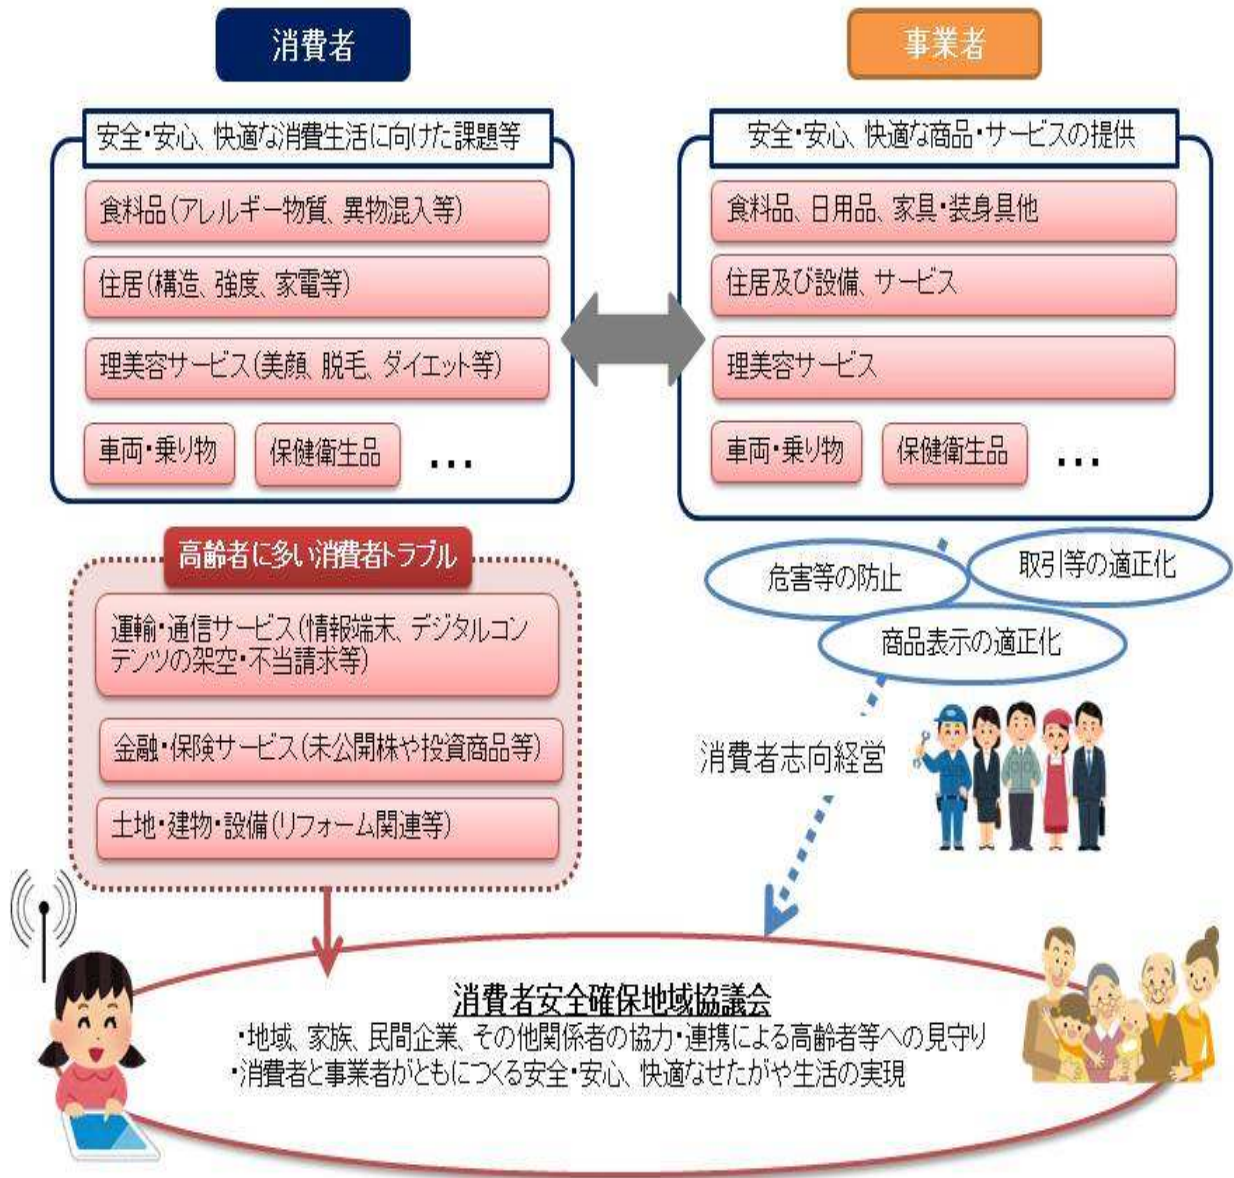 消費者
事業者
安全・安心、快適な消費生活に向けた課題等
食料品(アレルギー物質、異物混入等)
住居(構造、強度、家電等)
理美容サービス(美顔、脱毛、ダイエット等)
車両・乗り物
保健衛生品
...
安全・安心、快適な商品・サービスの提供
食料品、日用品、家具・装身具他
住居及び設備、サービス
理美容サービス
車両・乗り物
保健衛生品
...
高齢者に多い消費者トラブル
運輸・通信サービス(情報端末、デジタルコン
テンツの架空・不当請求等)
金融・保険サービス(未公開株や投資商品等)
土地・建物・設備(リフォーム関連等)
危害等の防止
取引等の適正化
商品表示の適正化
消費者志向経営
消費者安全確保地域協議会
・地域、家族、民間企業、その他関係者の協力・連携による高齢者等への見守り
・消費者と事業者がともにつくる安全・安心、快適なせたがや生活の実現